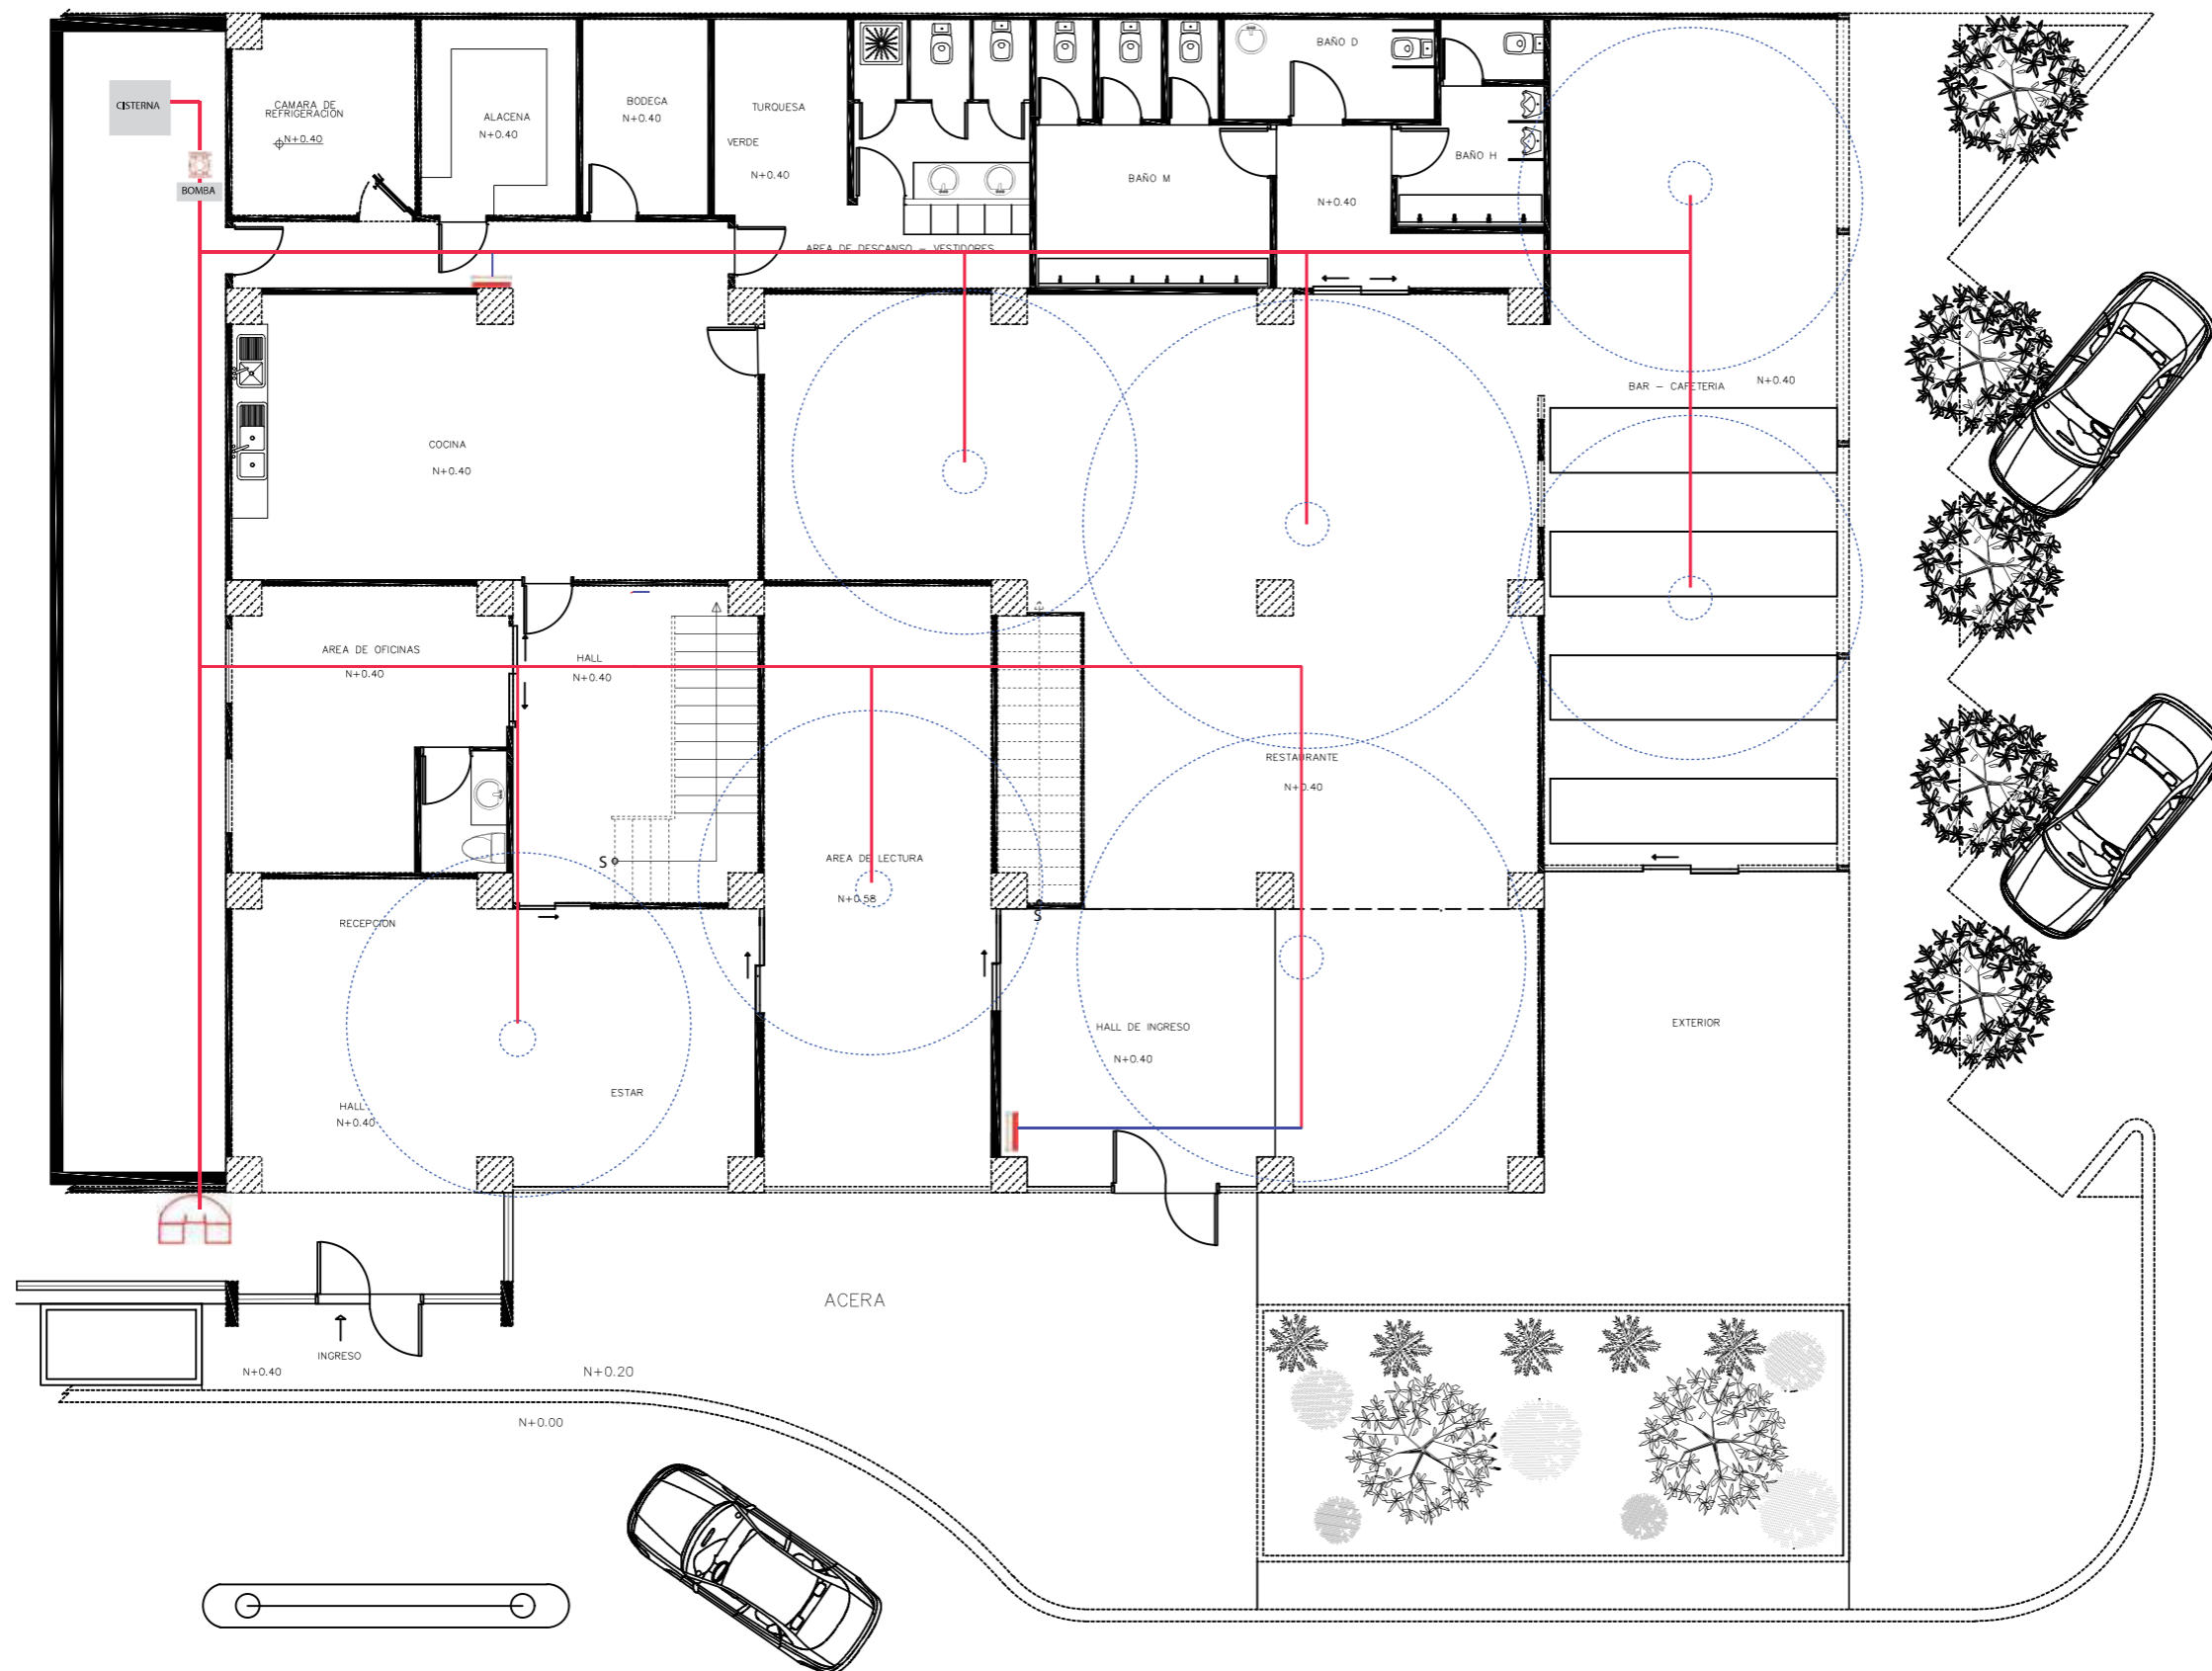 CISTERNA
BOMBA
CAMARA DE
REFRIGERACION
N+0.40
ALACENA
N+0.40
BODEGA
N+0.40
TURQUESA
VERDE
N+0.40
BAÑO M
BAÑO D
BAÑO H
N+0.40
AREA DE DESCANSO - VESTIDORES
BAR - CAFETERIA
N+0.40
COCINA
N+0.40
AREA DE OFICINAS
N+0.40
HALL
N+0.40
S
AREA DE LECTURA
N+0.58
S
RESTAURANTE
N+0.40
RECEPCION
HALL
N+0.40
ESTAR
HALL DE INGRESO
N+0.40
EXTERIOR
ACERA
INGRESO
N+0.40
N+0.20
N+0.00